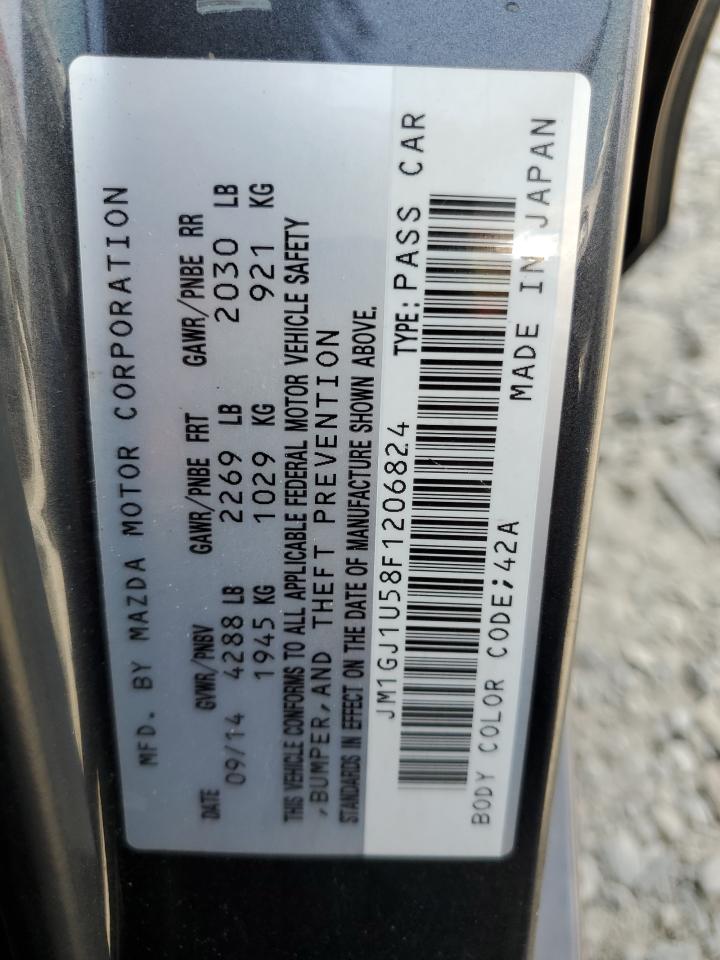 MFD. BY MAZDA MOTOR CORPORATION
DATE GVWR/PNBV GAWR/PNBE FRT GAWR/PNBE RR
09/14 4288 LB 2269 LB 2030 LB
1945 KG 1029 KG 921 KG
THIS VEHICLE CONFORMS TO ALL APPLICABLE FEDERAL MOTOR VEHICLE SAFETY
,BUMPER,AND THEFT PREVENTION
STANDARDS IN EFFECT ON THE DATE OF MANUFACTURE SHOWN ABOVE.
JM1GJ1U58F1206824 TYPE: PASS CAR
BODY COLOR CODE;42A MADE IN JAPAN